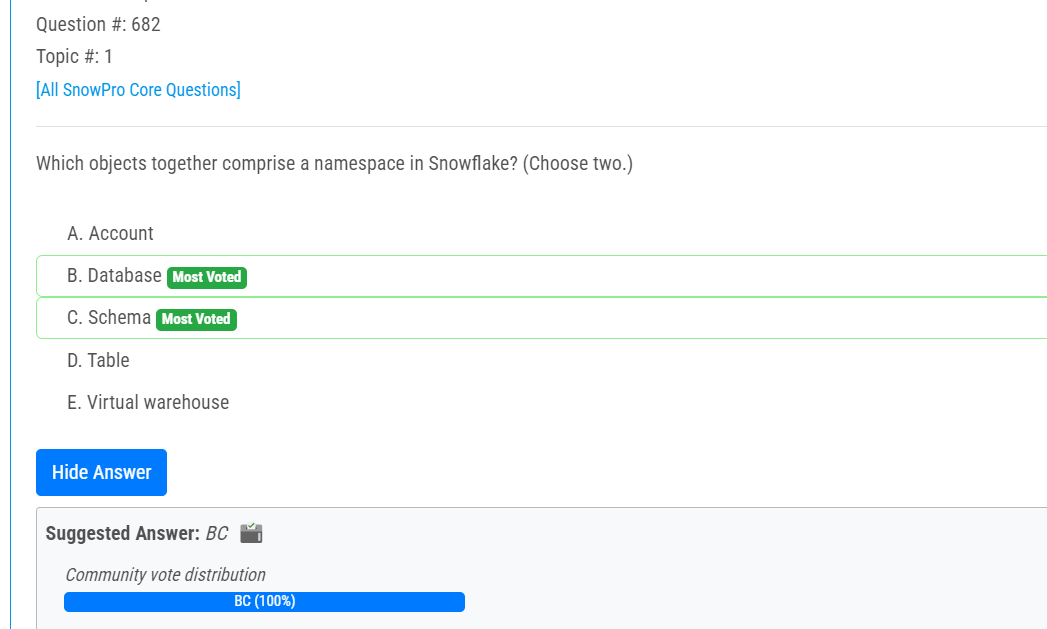 Question #: 682
Topic #: 1
[All SnowPro Core Questions]
Which objects together comprise a namespace in Snowflake? (Choose two.)
A. Account
B. Database Most Voted
C. Schema Most Voted
D. Table
E. Virtual warehouse
Hide Answer
Suggested Answer: BC
Community vote distribution
BC (100%)